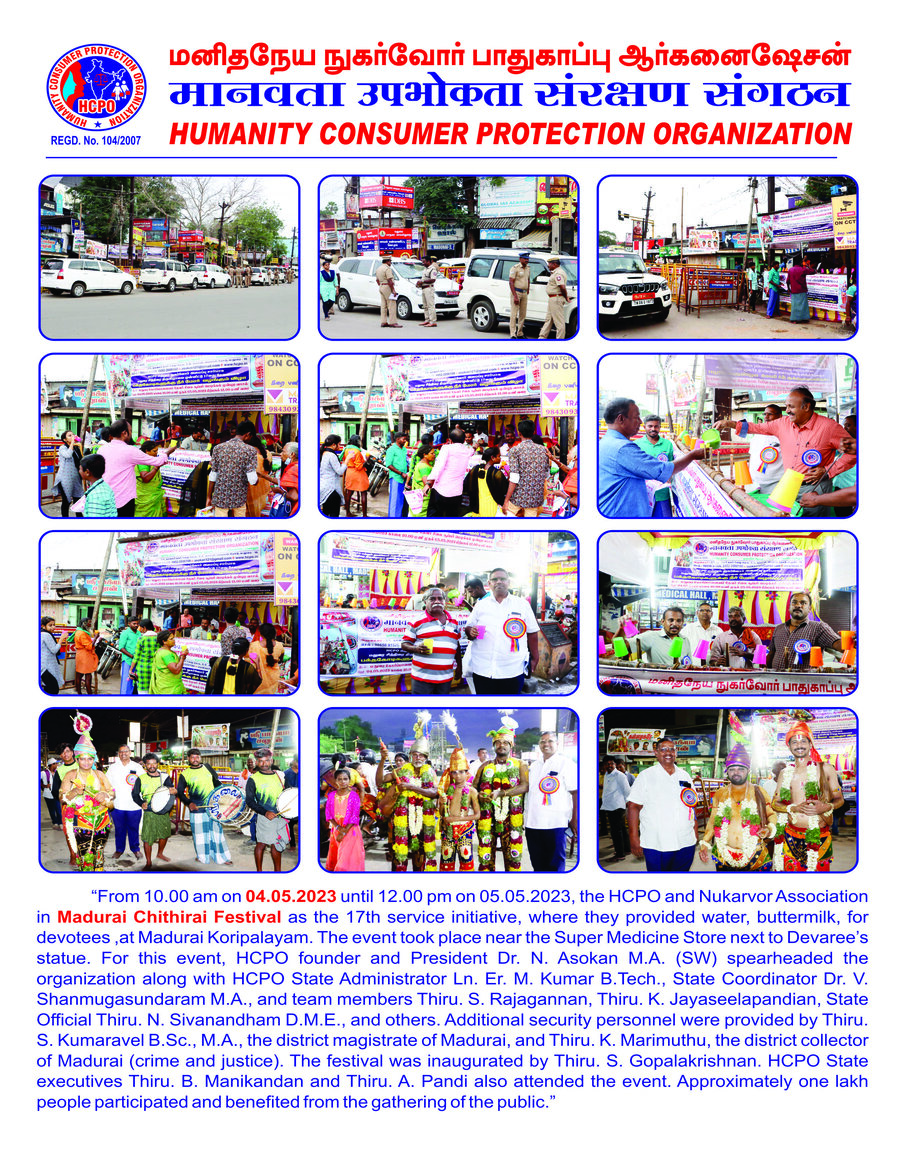 மனிதநேய நுகர்வோர் பாதுகாப்பு ஆர்கனைஷேசன்
मानवता उपभोकता संरक्षण संगठन
HUMANITY CONSUMER PROTECTION ORGANIZATION
HUMANITY CONSUMER PROTECTION ORGANIZATION
HCPO
REGD. No. 104/2007
“From 10.00 am on 04.05.2023 until 12.00 pm on 05.05.2023, the HCPO and Nukarvor Association
in Madurai Chithirai Festival as the 17th service initiative, where they provided water, buttermilk, for
devotees ,at Madurai Koripalayam. The event took place near the Super Medicine Store next to Devaree’s
statue. For this event, HCPO founder and President Dr. N. Asokan M.A. (SW) spearheaded the
organization along with HCPO State Administrator Ln. Er. M. Kumar B.Tech., State Coordinator Dr. V.
Shanmugasundaram M.A., and team members Thiru. S. Rajagannan, Thiru. K. Jayaseelapandian, State
Official Thiru. N. Sivanandham D.M.E., and others. Additional security personnel were provided by Thiru.
S. Kumaravel B.Sc., M.A., the district magistrate of Madurai, and Thiru. K. Marimuthu, the district collector
of Madurai (crime and justice). The festival was inaugurated by Thiru. S. Gopalakrishnan. HCPO State
executives Thiru. B. Manikandan and Thiru. A. Pandi also attended the event. Approximately one lakh
people participated and benefited from the gathering of the public.”